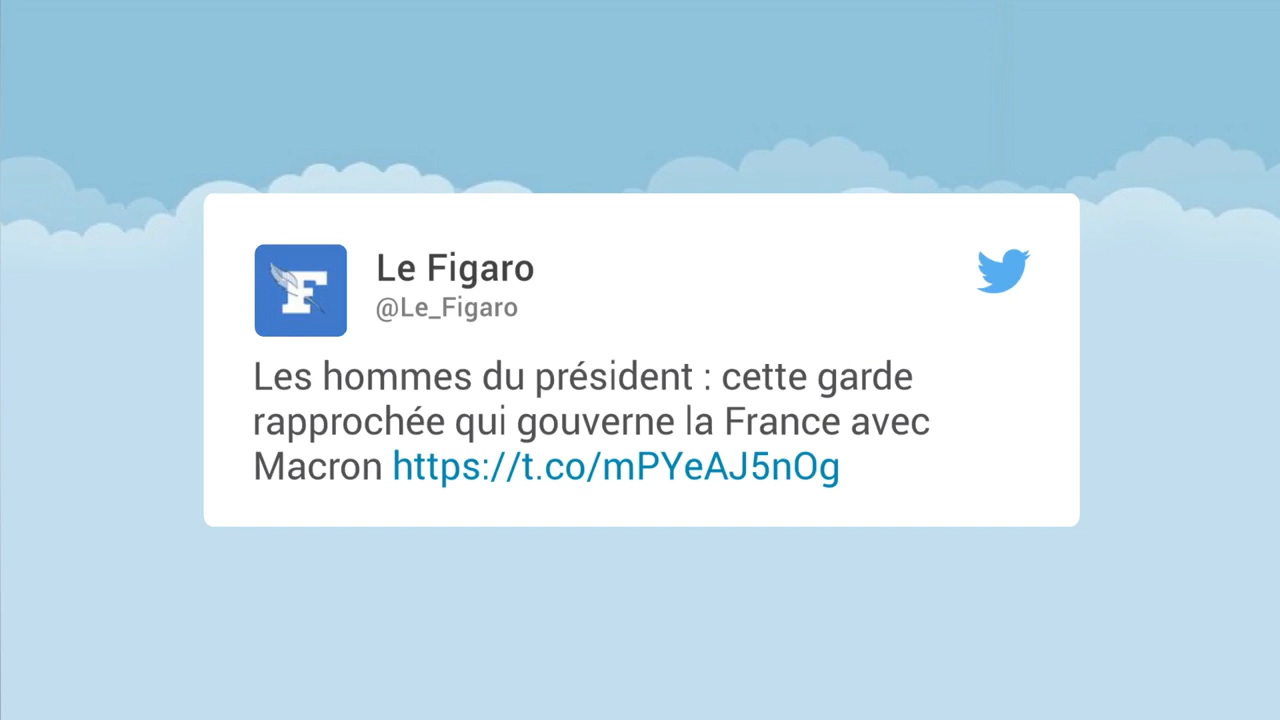 Le Figaro
@Le_Figaro
Les hommes du président : cette garde
rapprochée qui gouverne la France avec
Macron https://t.co/mPYeAJ5nOg